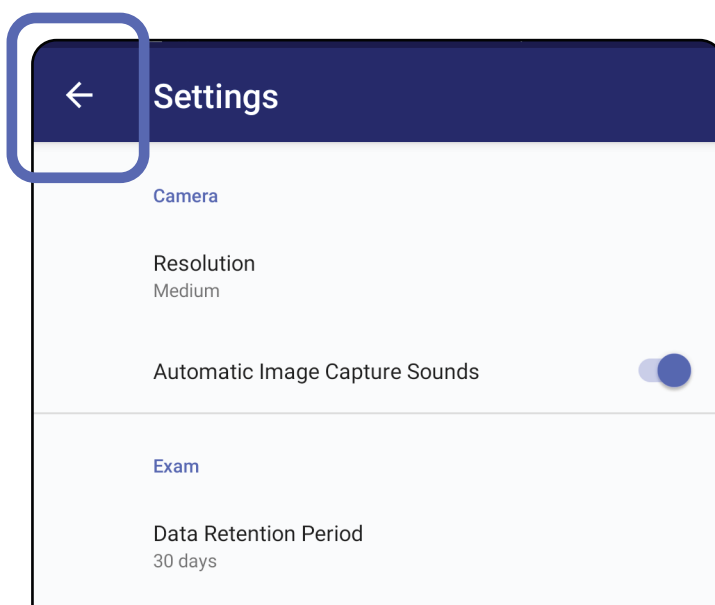 Settings
Camera
Resolution
Medium
Automatic Image Capture Sounds
Exam
Data Retention Period
30 days